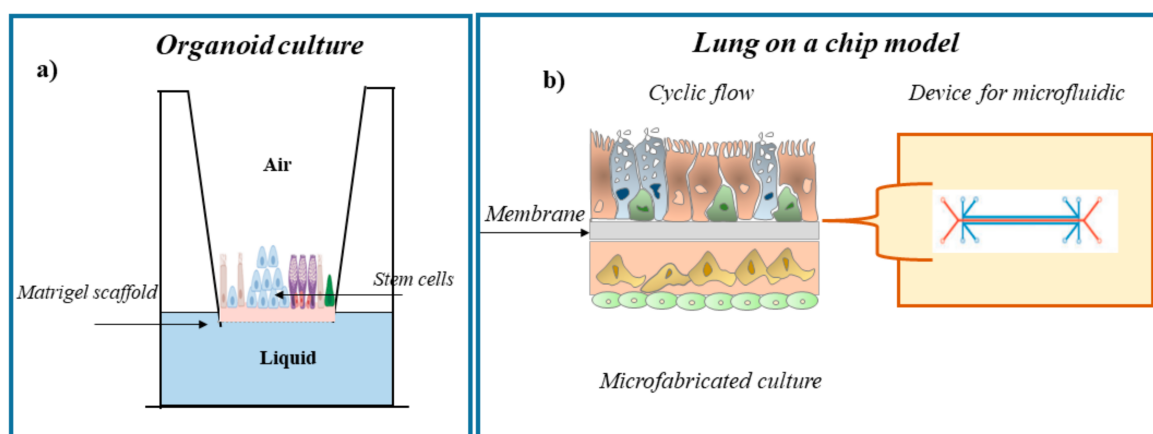 Organoid culture
a)
Air
Matrigel scaffold
Stem cells
Liquid
Lung on a chip model
b)
Cyclic flow
Device for microfluidic
Membrane
Microfabricated culture